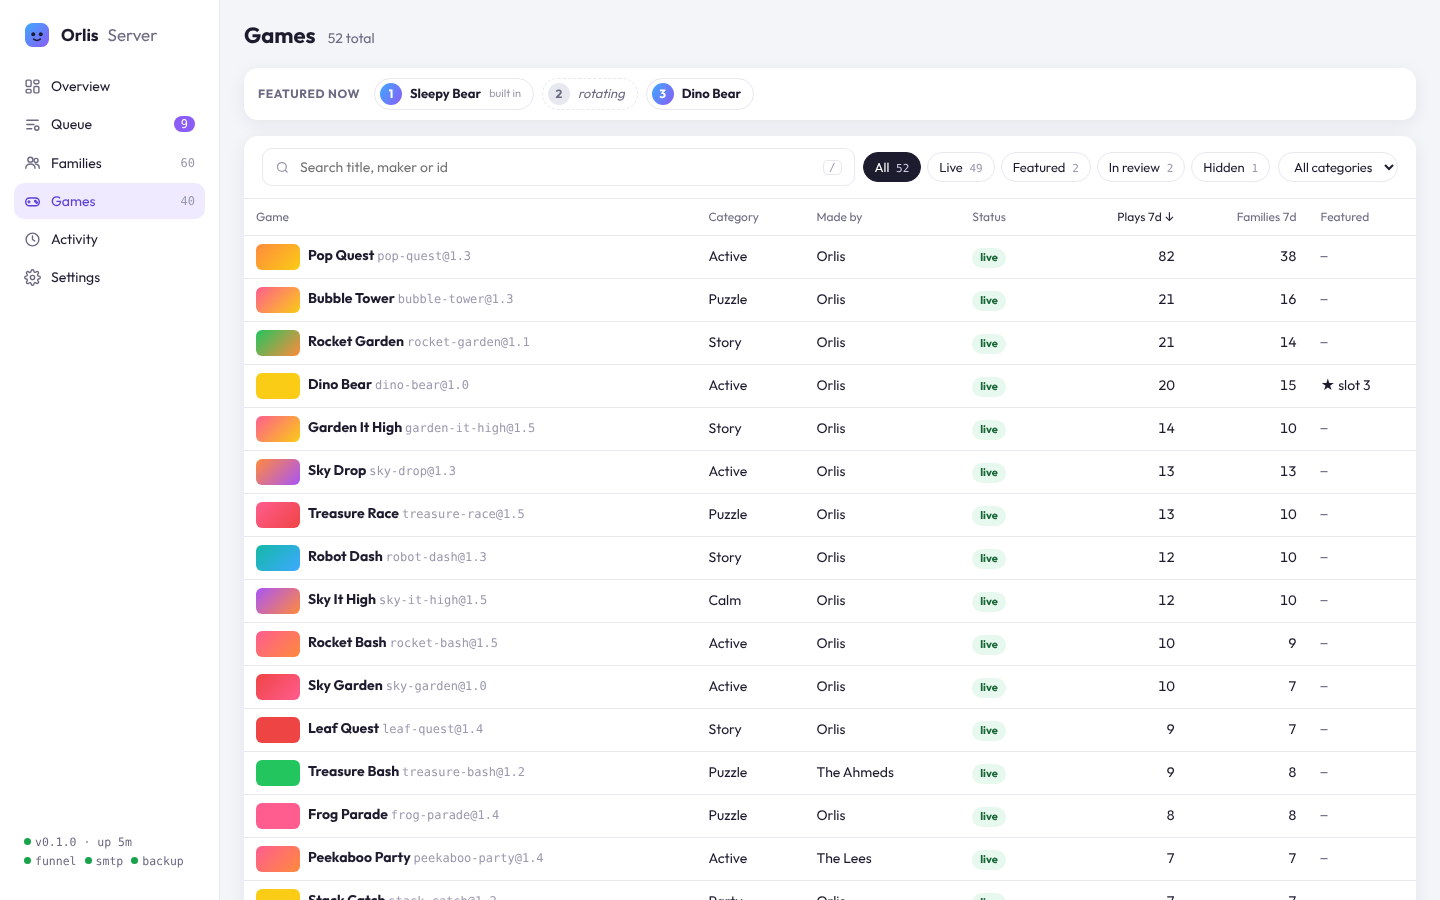 Orlis Server
Overview
Queue 9
Families 60
Games 40
Activity
Settings
v0.1.0 · up 5m
funnel smtp backup
Games 52 total
FEATURED NOW 1 Sleepy Bear built in 2 rotating 3 Dino Bear
Search title, maker or id / All 52 Live 49 Featured 2 In review 2 Hidden 1 All categories
Game Category Made by Status Plays 7d ↓ Families 7d Featured
Pop Quest pop-quest@1.3 Active Orlis live 82 38 –
Bubble Tower bubble-tower@1.3 Puzzle Orlis live 21 16 –
Rocket Garden rocket-garden@1.1 Story Orlis live 21 14 –
Dino Bear dino-bear@1.0 Active Orlis live 20 15 ★ slot 3
Garden It High garden-it-high@1.5 Story Orlis live 14 10 –
Sky Drop sky-drop@1.3 Active Orlis live 13 13 –
Treasure Race treasure-race@1.5 Puzzle Orlis live 13 10 –
Robot Dash robot-dash@1.3 Story Orlis live 12 10 –
Sky It High sky-it-high@1.5 Calm Orlis live 12 10 –
Rocket Bash rocket-bash@1.5 Active Orlis live 10 9 –
Sky Garden sky-garden@1.0 Active Orlis live 10 7 –
Leaf Quest leaf-quest@1.4 Story Orlis live 9 7 –
Treasure Bash treasure-bash@1.2 Puzzle The Ahmeds live 9 8 –
Frog Parade frog-parade@1.4 Puzzle Orlis live 8 8 –
Peekaboo Party peekaboo-party@1.4 Active The Lees live 7 7 –
Stack Catch Party Orlis